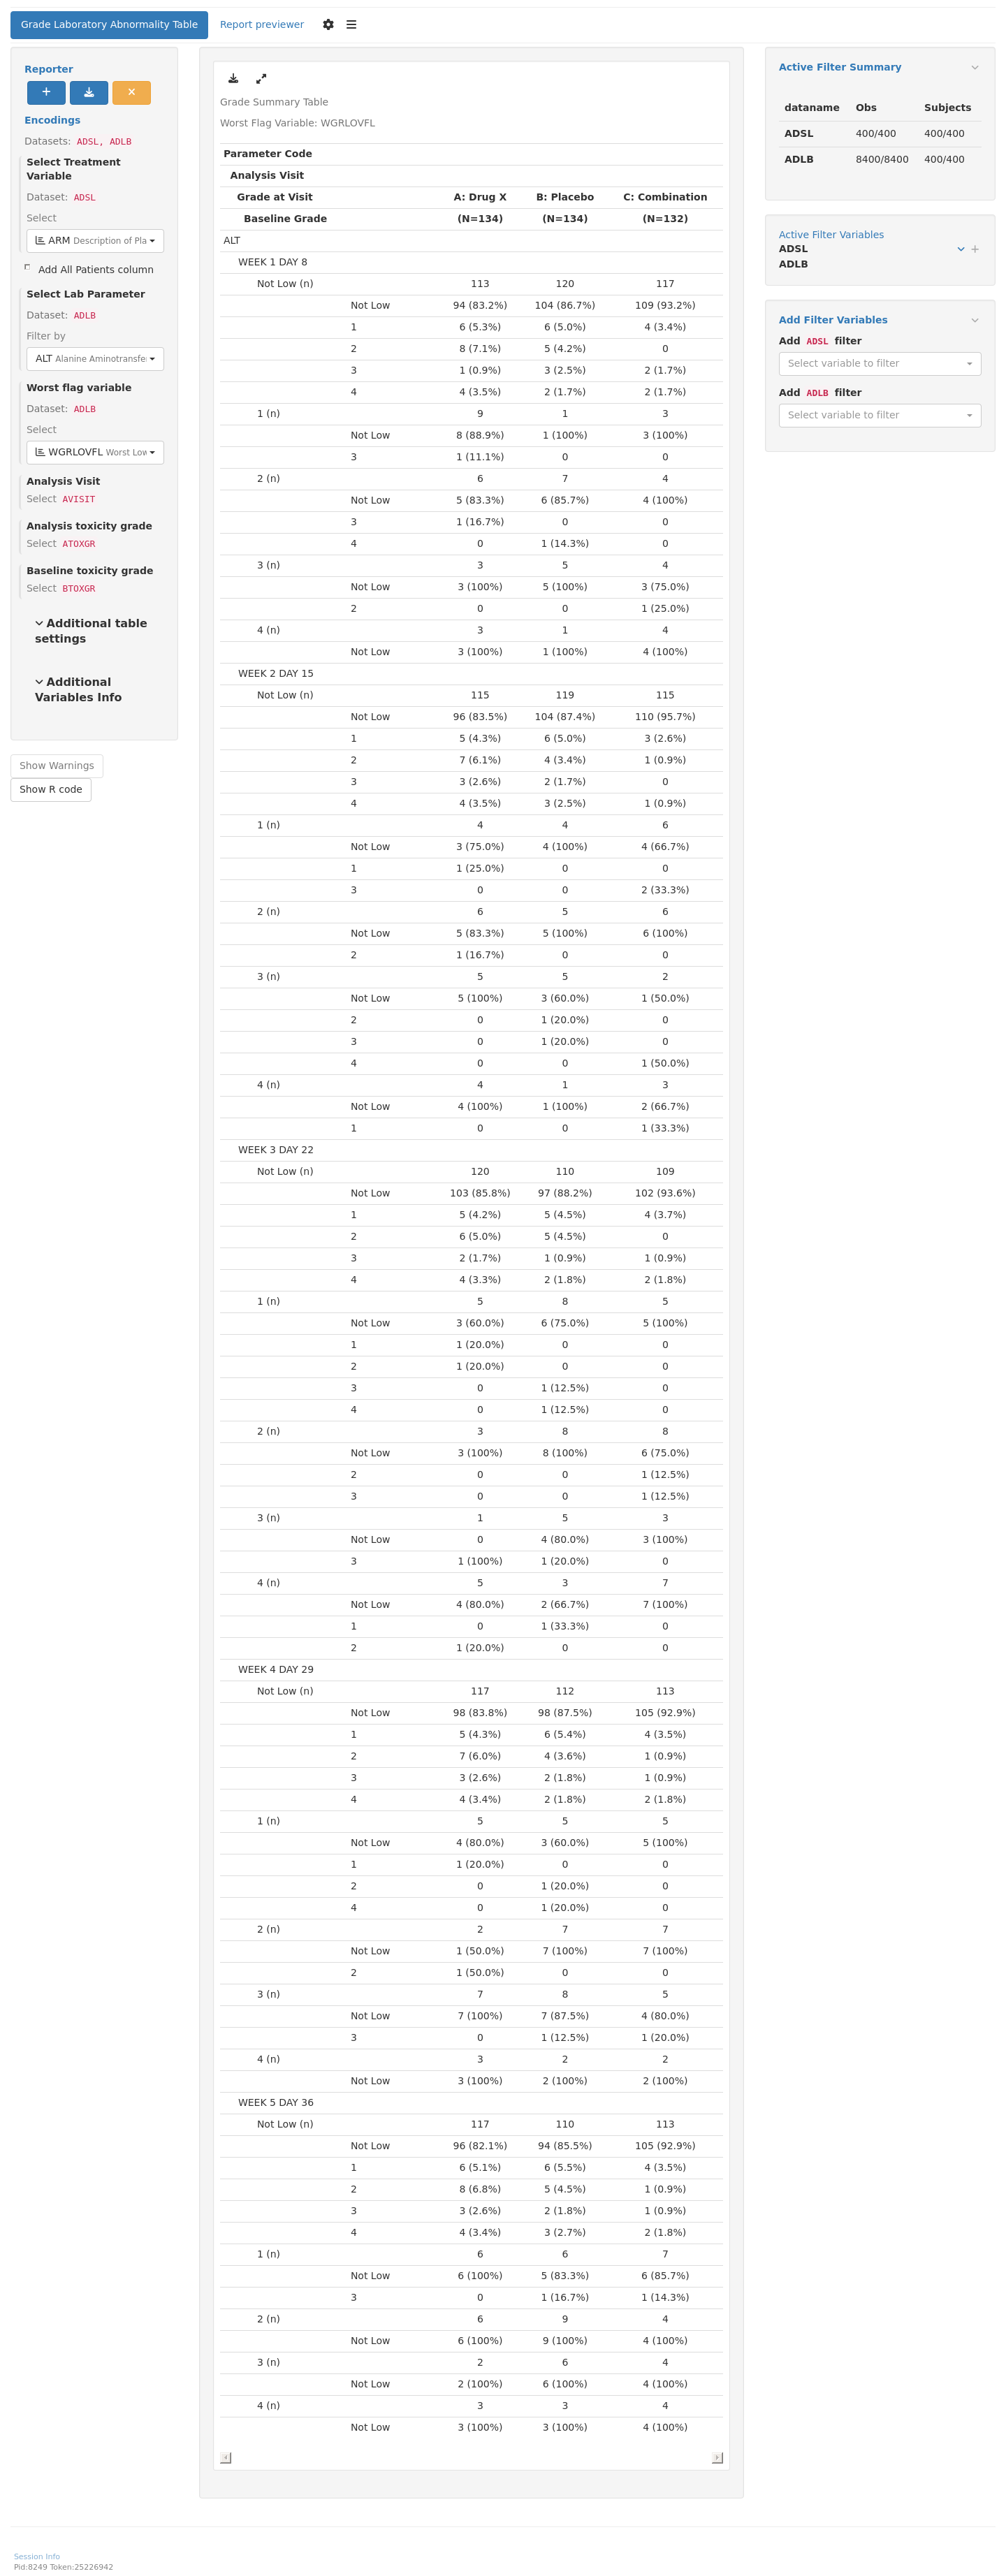 Grade Laboratory Abnormality Table
Report previewer
Reporter
Encodings
Datasets: ADSL, ADLB
Select Treatment
Variable
Dataset: ADSL
Select
ARM Description of Pla
Add All Patients column
Select Lab Parameter
Dataset: ADLB
Filter by
ALT Alanine Aminotransfe
Worst flag variable
Dataset: ADLB
Select
WGRLOVFL Worst Low
Analysis Visit
Select AVISIT
Analysis toxicity grade
Select ATOXGR
Baseline toxicity grade
Select BTOXGR
Additional table
settings
Additional
Variables Info
Show Warnings
Show R code
Grade Summary Table
Worst Flag Variable: WGRLOVFL
Parameter Code
Analysis Visit
Grade at Visit A: Drug X B: Placebo C: Combination
Baseline Grade (N=134) (N=134) (N=132)
ALT
WEEK 1 DAY 8
Not Low (n) 113 120 117
Not Low 94 (83.2%) 104 (86.7%) 109 (93.2%)
1 6 (5.3%) 6 (5.0%) 4 (3.4%)
2 8 (7.1%) 5 (4.2%) 0
3 1 (0.9%) 3 (2.5%) 2 (1.7%)
4 4 (3.5%) 2 (1.7%) 2 (1.7%)
1 (n) 9 1 3
Not Low 8 (88.9%) 1 (100%) 3 (100%)
3 1 (11.1%) 0 0
2 (n) 6 7 4
Not Low 5 (83.3%) 6 (85.7%) 4 (100%)
3 1 (16.7%) 0 0
4 0 1 (14.3%) 0
3 (n) 3 5 4
Not Low 3 (100%) 5 (100%) 3 (75.0%)
2 0 0 1 (25.0%)
4 (n) 3 1 4
Not Low 3 (100%) 1 (100%) 4 (100%)
WEEK 2 DAY 15
Not Low (n) 115 119 115
Not Low 96 (83.5%) 104 (87.4%) 110 (95.7%)
1 5 (4.3%) 6 (5.0%) 3 (2.6%)
2 7 (6.1%) 4 (3.4%) 1 (0.9%)
3 3 (2.6%) 2 (1.7%) 0
4 4 (3.5%) 3 (2.5%) 1 (0.9%)
1 (n) 4 4 6
Not Low 3 (75.0%) 4 (100%) 4 (66.7%)
1 1 (25.0%) 0 0
3 0 0 2 (33.3%)
2 (n) 6 5 6
Not Low 5 (83.3%) 5 (100%) 6 (100%)
2 1 (16.7%) 0 0
3 (n) 5 5 2
Not Low 5 (100%) 3 (60.0%) 1 (50.0%)
2 0 1 (20.0%) 0
3 0 1 (20.0%) 0
4 0 0 1 (50.0%)
4 (n) 4 1 3
Not Low 4 (100%) 1 (100%) 2 (66.7%)
1 0 0 1 (33.3%)
WEEK 3 DAY 22
Not Low (n) 120 110 109
Not Low 103 (85.8%) 97 (88.2%) 102 (93.6%)
1 5 (4.2%) 5 (4.5%) 4 (3.7%)
2 6 (5.0%) 5 (4.5%) 0
3 2 (1.7%) 1 (0.9%) 1 (0.9%)
4 4 (3.3%) 2 (1.8%) 2 (1.8%)
1 (n) 5 8 5
Not Low 3 (60.0%) 6 (75.0%) 5 (100%)
1 1 (20.0%) 0 0
2 1 (20.0%) 0 0
3 0 1 (12.5%) 0
4 0 1 (12.5%) 0
2 (n) 3 8 8
Not Low 3 (100%) 8 (100%) 6 (75.0%)
2 0 0 1 (12.5%)
3 0 0 1 (12.5%)
3 (n) 1 5 3
Not Low 0 4 (80.0%) 3 (100%)
3 1 (100%) 1 (20.0%) 0
4 (n) 5 3 7
Not Low 4 (80.0%) 2 (66.7%) 7 (100%)
1 0 1 (33.3%) 0
2 1 (20.0%) 0 0
WEEK 4 DAY 29
Not Low (n) 117 112 113
Not Low 98 (83.8%) 98 (87.5%) 105 (92.9%)
1 5 (4.3%) 6 (5.4%) 4 (3.5%)
2 7 (6.0%) 4 (3.6%) 1 (0.9%)
3 3 (2.6%) 2 (1.8%) 1 (0.9%)
4 4 (3.4%) 2 (1.8%) 2 (1.8%)
1 (n) 5 5 5
Not Low 4 (80.0%) 3 (60.0%) 5 (100%)
1 1 (20.0%) 0 0
2 0 1 (20.0%) 0
4 0 1 (20.0%) 0
2 (n) 2 7 7
Not Low 1 (50.0%) 7 (100%) 7 (100%)
2 1 (50.0%) 0 0
3 (n) 7 8 5
Not Low 7 (100%) 7 (87.5%) 4 (80.0%)
3 0 1 (12.5%) 1 (20.0%)
4 (n) 3 2 2
Not Low 3 (100%) 2 (100%) 2 (100%)
WEEK 5 DAY 36
Not Low (n) 117 110 113
Not Low 96 (82.1%) 94 (85.5%) 105 (92.9%)
1 6 (5.1%) 6 (5.5%) 4 (3.5%)
2 8 (6.8%) 5 (4.5%) 1 (0.9%)
3 3 (2.6%) 2 (1.8%) 1 (0.9%)
4 4 (3.4%) 3 (2.7%) 2 (1.8%)
1 (n) 6 6 7
Not Low 6 (100%) 5 (83.3%) 6 (85.7%)
3 0 1 (16.7%) 1 (14.3%)
2 (n) 6 9 4
Not Low 6 (100%) 9 (100%) 4 (100%)
3 (n) 2 6 4
Not Low 2 (100%) 6 (100%) 4 (100%)
4 (n) 3 3 4
Not Low 3 (100%) 3 (100%) 4 (100%)
Active Filter Summary
dataname Obs Subjects
ADSL 400/400 400/400
ADLB 8400/8400 400/400
Active Filter Variables
ADSL
ADLB
Add Filter Variables
Add ADSL filter
Select variable to filter
Add ADLB filter
Select variable to filter
Session Info
Pid:8249 Token:25226942